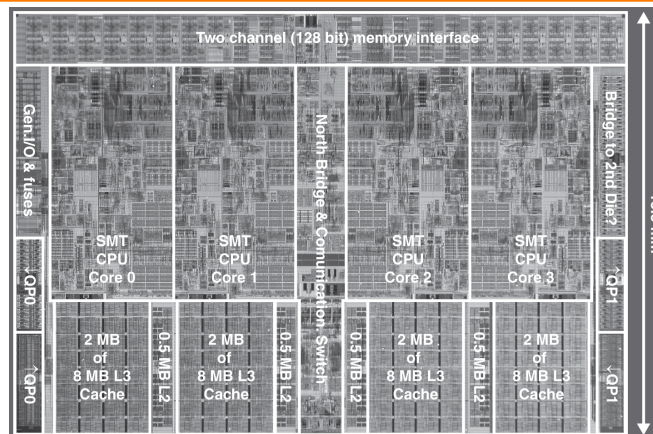 Two channel (128 bit) memory interface
Gen.I/O & fuses
SMT
CPU
Core 0
SMT
CPU
Core 1
North Bridge & Comunication Switch
SMT
CPU
Core 2
SMT
CPU
Core 3
Bridge to 2nd Die?
QP0
QP0
2 MB
of
8 MB L3
Cache
0.5 MB L2
2 MB
of
8 MB L3
Cache
0.5 MB L2
0.5 MB L2
2 MB
of
8 MB L3
Cache
0.5 MB L2
2 MB
of
8 MB L3
Cache
QP1
QP1